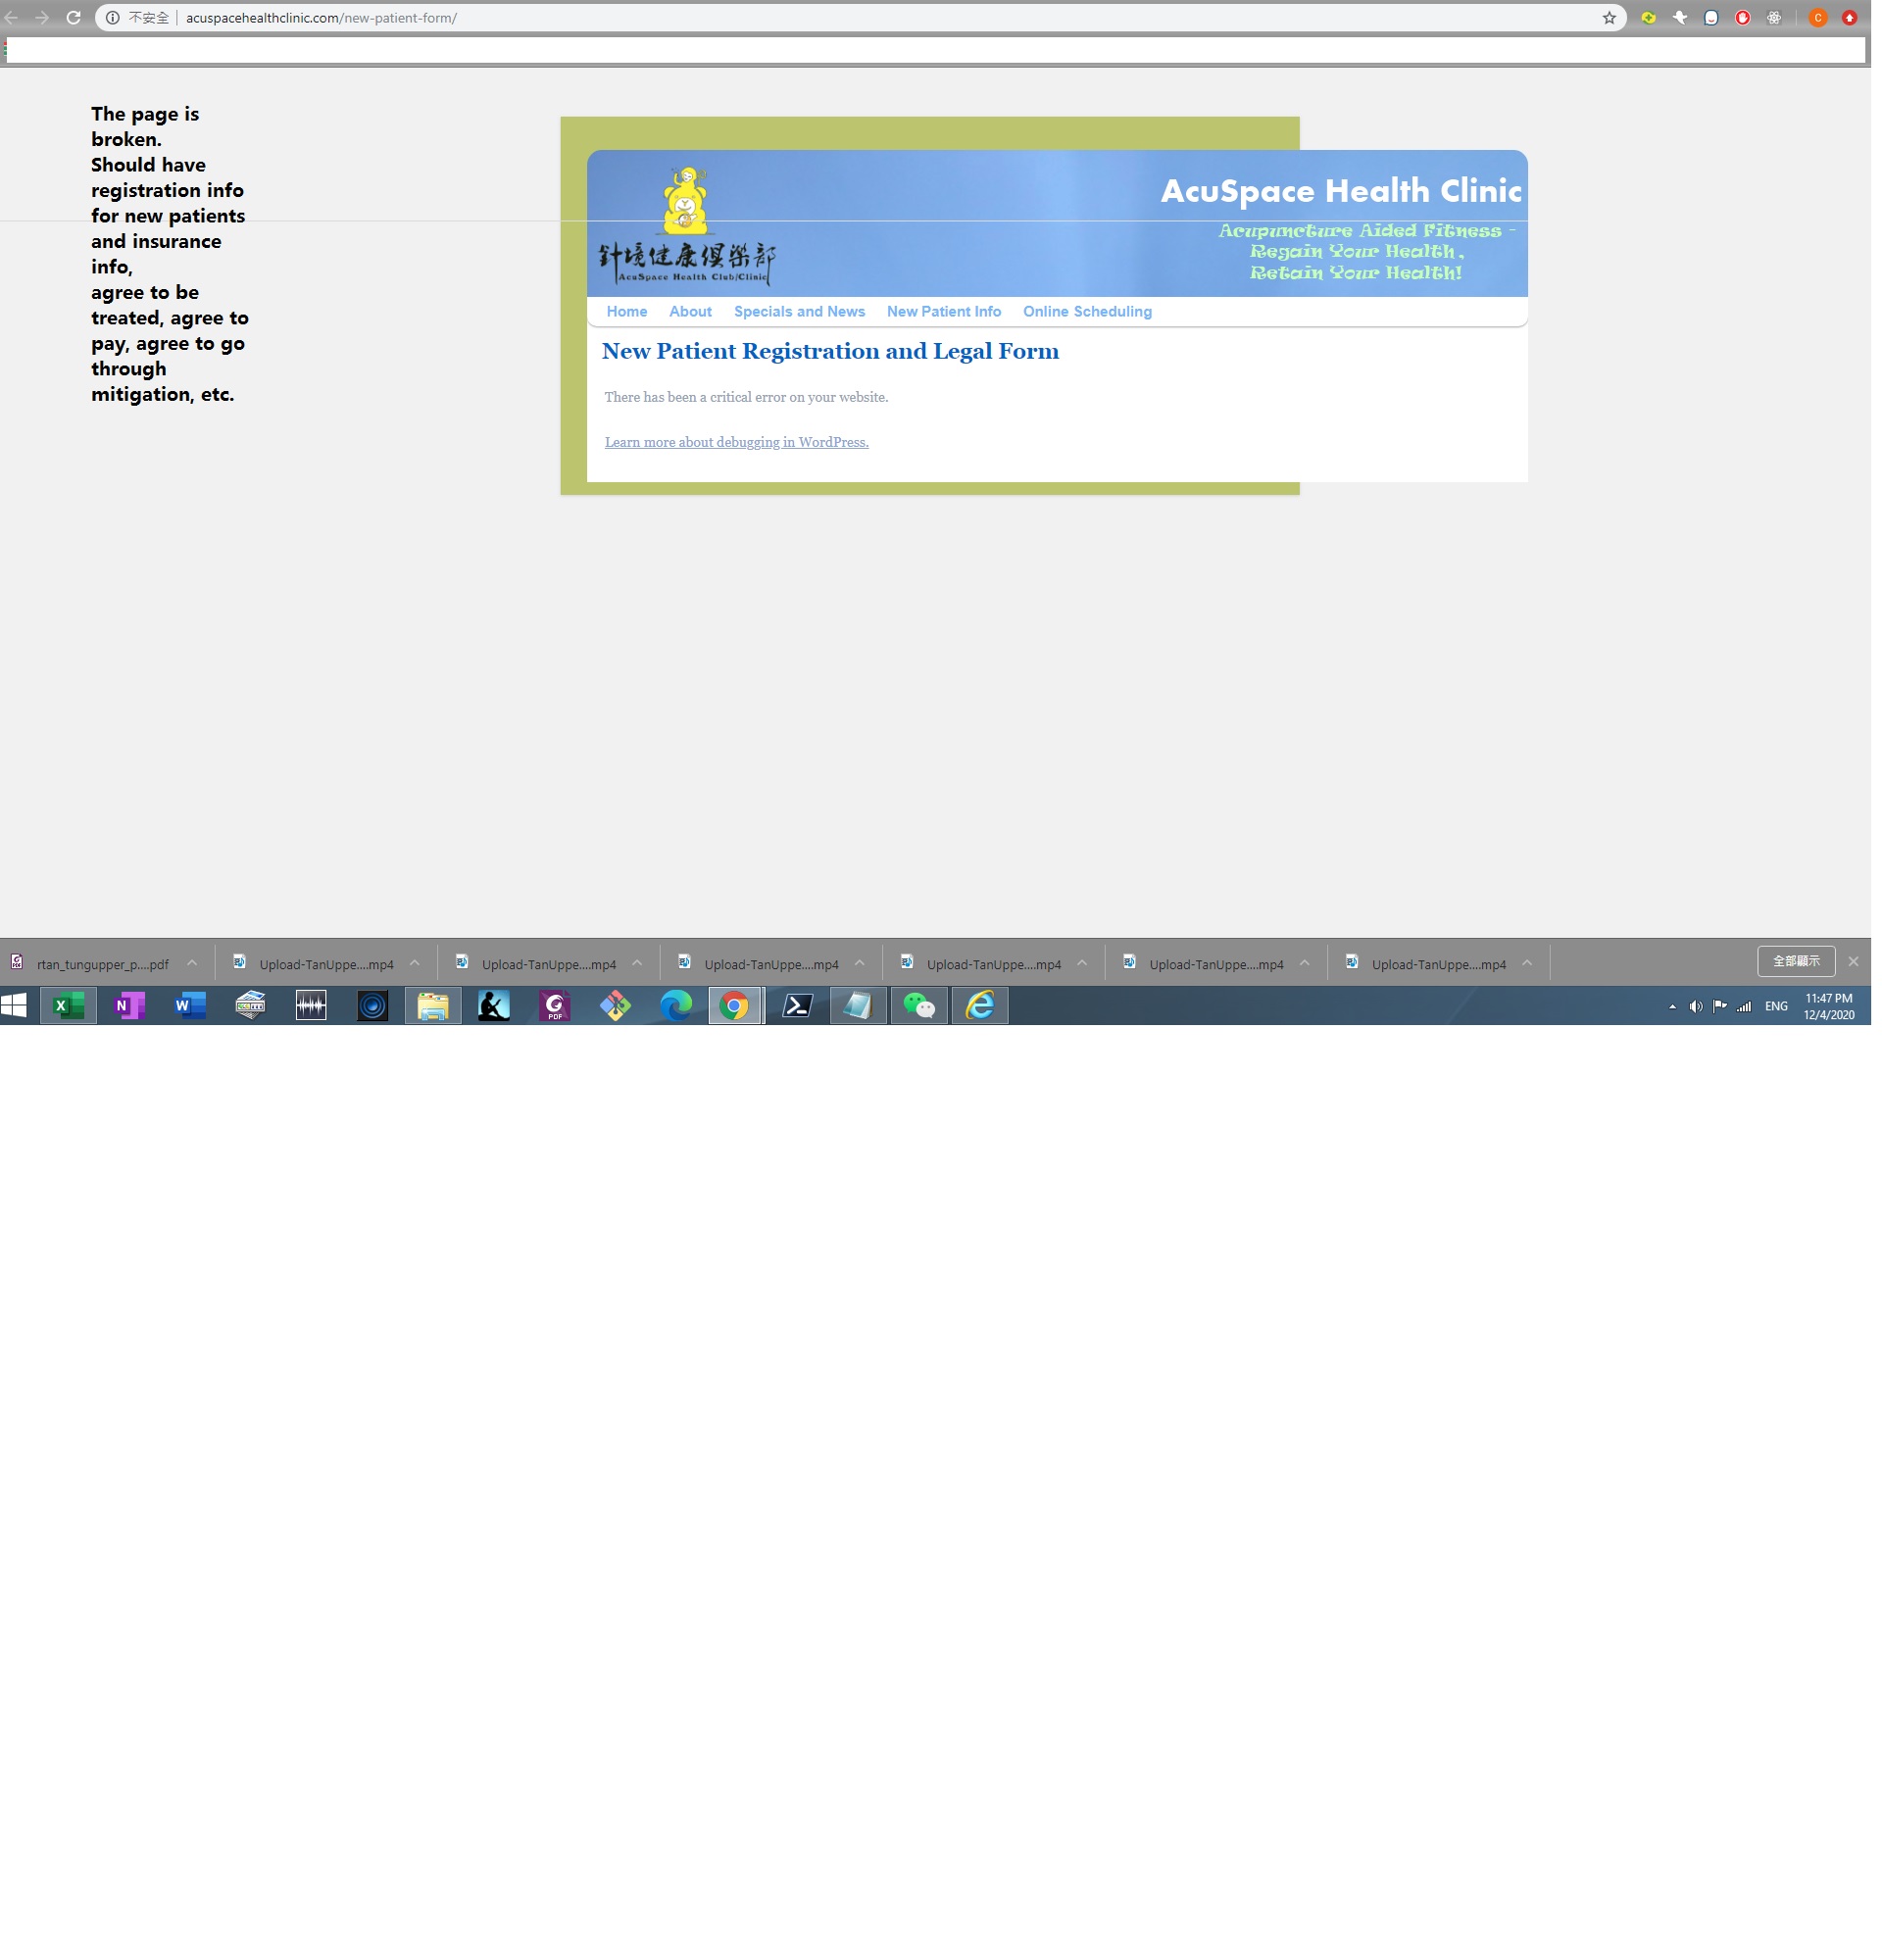 不安全 acuspacehealthclinic.com/new-patient-form/
The page is
broken.
Should have
registration info
for new patients
and insurance
info,
agree to be
treated, agree to
pay, agree to go
through
mitigation, etc.
AcuSpace Health Clinic
Acupuncture Aided Fitness -
Regain Your Health,
Retain Your Health!
針境健康俱樂部
AcuSpace Health Club/Clinic
Home About Specials and News New Patient Info Online Scheduling
New Patient Registration and Legal Form
There has been a critical error on your website.
Learn more about debugging in WordPress.
rtan_tungupper_p....pdf Upload-TanUppe....mp4 Upload-TanUppe....mp4 Upload-TanUppe....mp4 Upload-TanUppe....mp4 Upload-TanUppe....mp4 Upload-TanUppe....mp4 全部顯示
ENG 11:47 PM
12/4/2020